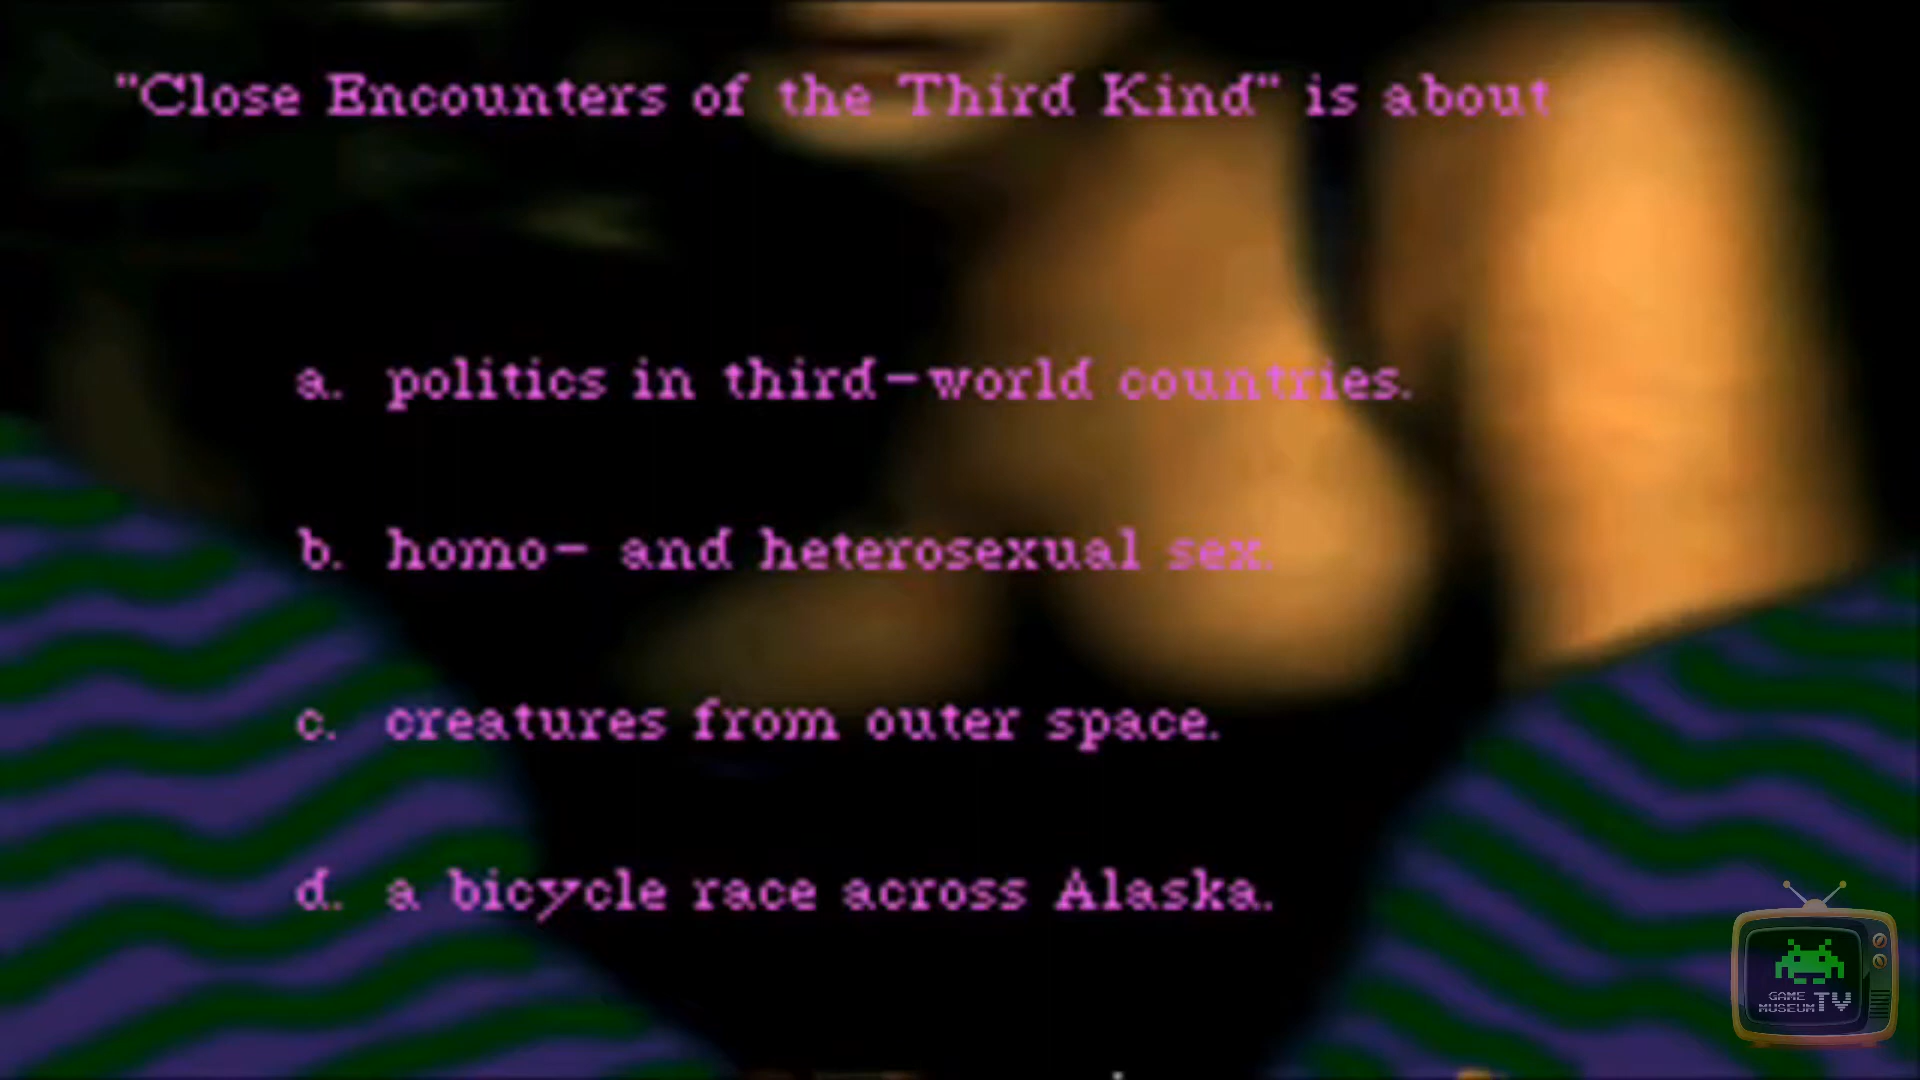 "Close Encounters of the Third Kind" is about
a. politics in third-world countries.
b. homo- and heterosexual sex.
c. creatures from outer space.
d. a bicycle race across Alaska.
GAME
MUSEUM TV